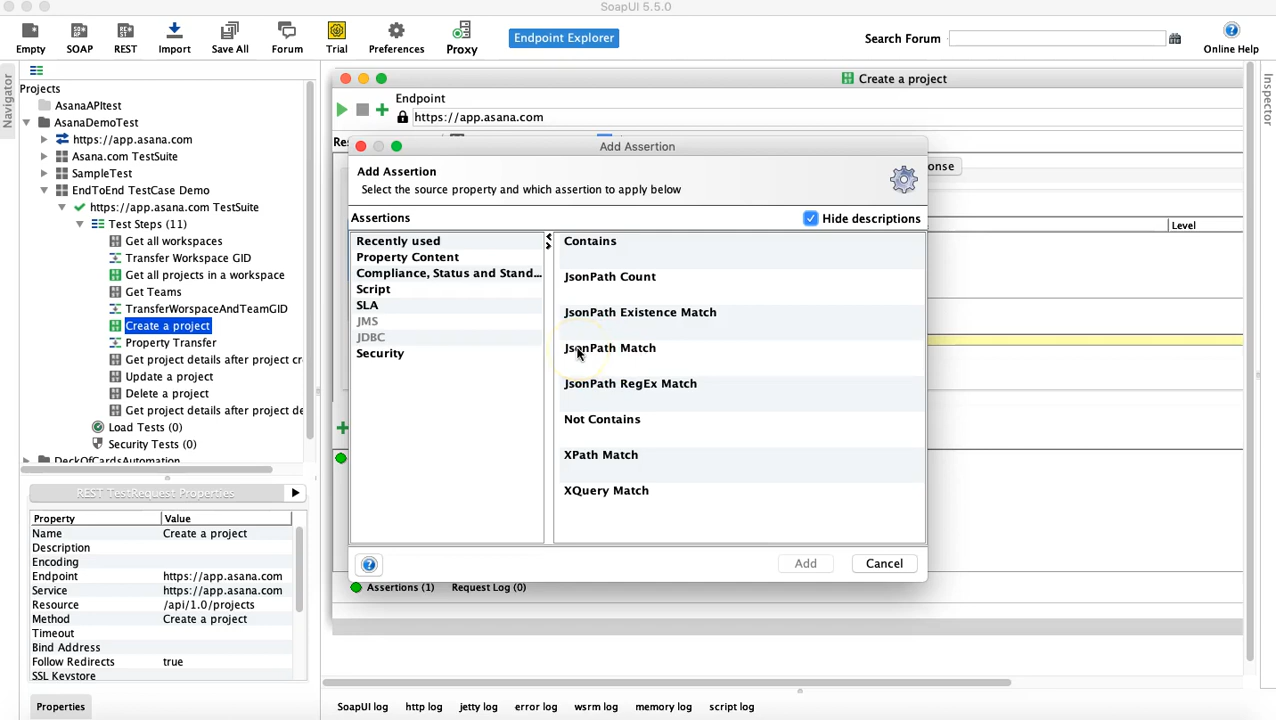 SoapUI 5.5.0
Empty
SOAP
REST
Import
Save All
Forum
Trial
Preferences
Proxy
Endpoint Explorer
Search Forum
Online Help
Navigator
Inspector
Projects
AsanaAPItest
AsanaDemoTest
https://app.asana.com
Asana.com TestSuite
SampleTest
EndToEnd TestCase Demo
https://app.asana.com TestSuite
Test Steps (11)
Get all workspaces
Transfer Workspace GID
Get all projects in a workspace
Get Teams
TransferWorspaceAndTeamGID
Create a project
Property Transfer
Get project details after project cr
Update a project
Delete a project
Get project details after project de
Load Tests (0)
Security Tests (0)
DeckOfCardsAutomation
REST TestRequest Properties
Property Value
Name Create a project
Description
Encoding
Endpoint https://app.asana.com
Service https://app.asana.com
Resource /api/1.0/projects
Method Create a project
Timeout
Bind Address
Follow Redirects true
SSL Keystore
Properties
Create a project
Endpoint
https://app.asana.com
Res
onse
Level
Add Assertion
Add Assertion
Select the source property and which assertion to apply below
Assertions
Hide descriptions
Recently used
Property Content
Compliance, Status and Stand...
Script
SLA
JMS
JDBC
Security
Contains
JsonPath Count
JsonPath Existence Match
JsonPath Match
JsonPath RegEx Match
Not Contains
XPath Match
XQuery Match
Add
Cancel
Assertions (1)
Request Log (0)
SoapUI log
http log
jetty log
error log
wsrm log
memory log
script log